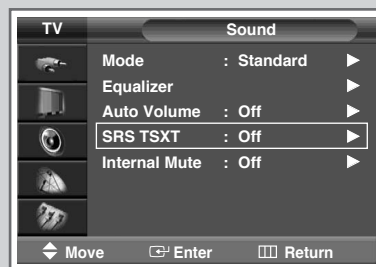 TV Sound
Mode : Standard
Equalizer
Auto Volume : Off
SRS TSXT : Off
Internal Mute : Off
Move Enter Return